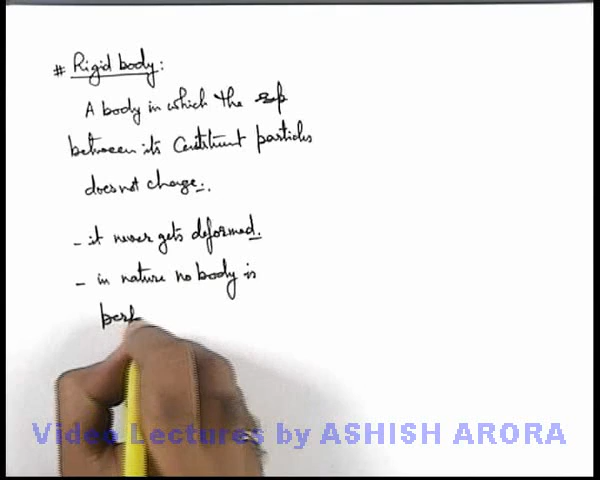 # Rigid body:
A body in which the sep
between its Constituent particles
does not change.
- it never gets deformed.
- in nature no body is
perf
Video Lectures by ASHISH ARORA